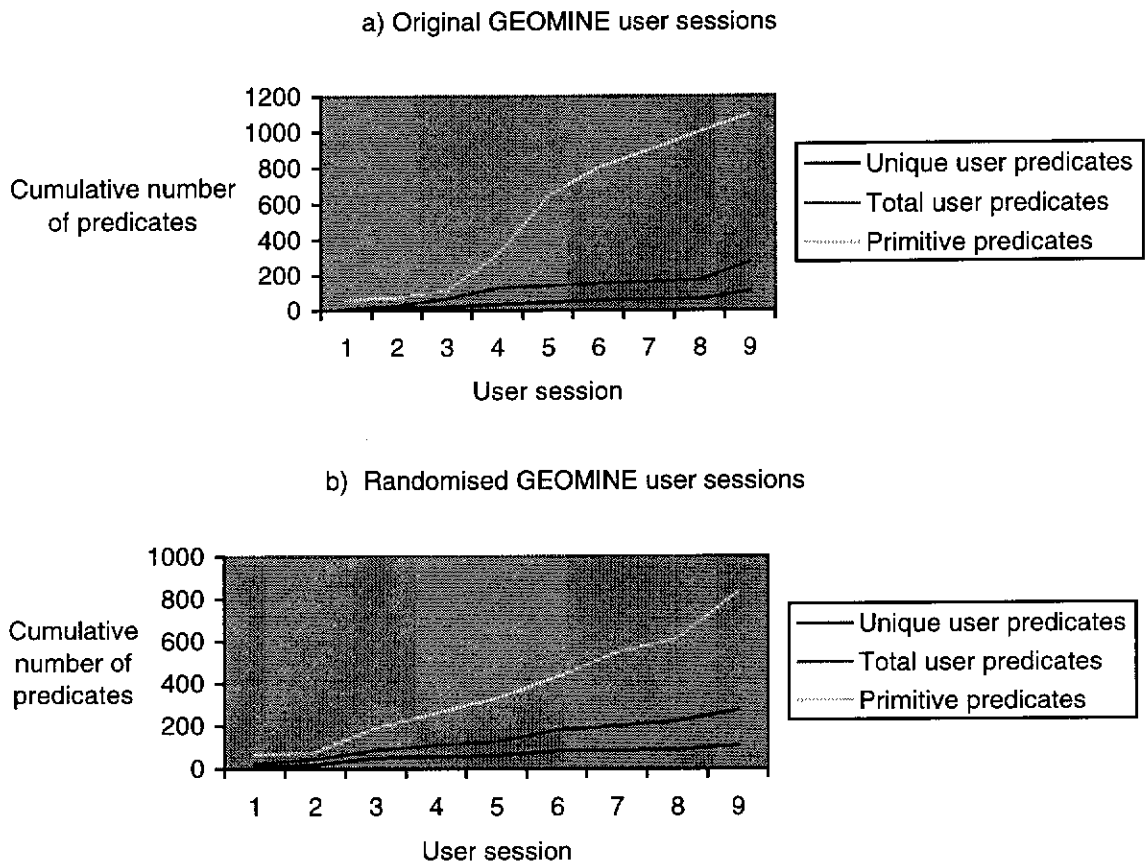 a) Original GEOMINE user sessions
1200
1000
800
600
400
200
0
Cumulative number
of predicates
1 2 3 4 5 6 7 8 9
User session
Unique user predicates
Total user predicates
Primitive predicates
b) Randomised GEOMINE user sessions
1000
800
600
400
200
0
Cumulative
number of
predicates
1 2 3 4 5 6 7 8 9
User session
Unique user predicates
Total user predicates
Primitive predicates